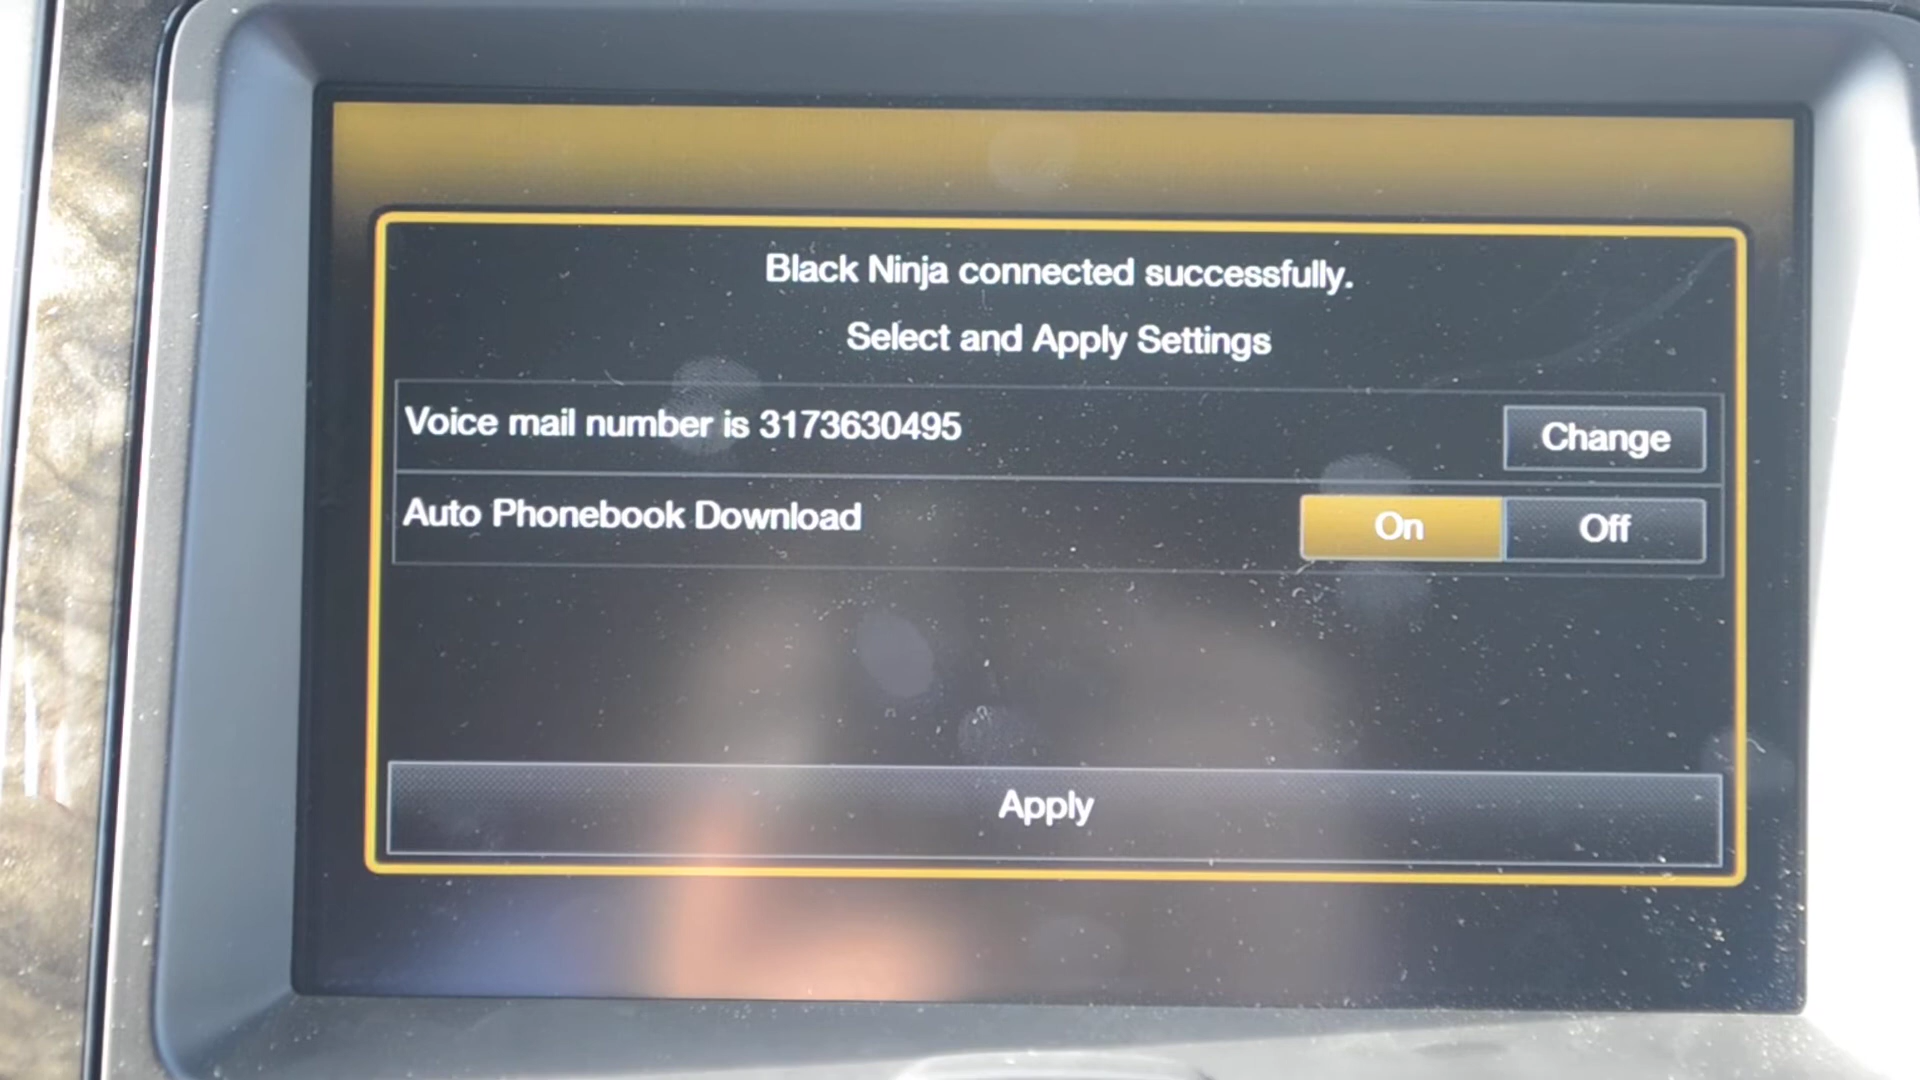 Black Ninja connected successfully.
Select and Apply Settings
Voice mail number is 3173630495
Change
Auto Phonebook Download
On
Off
Apply